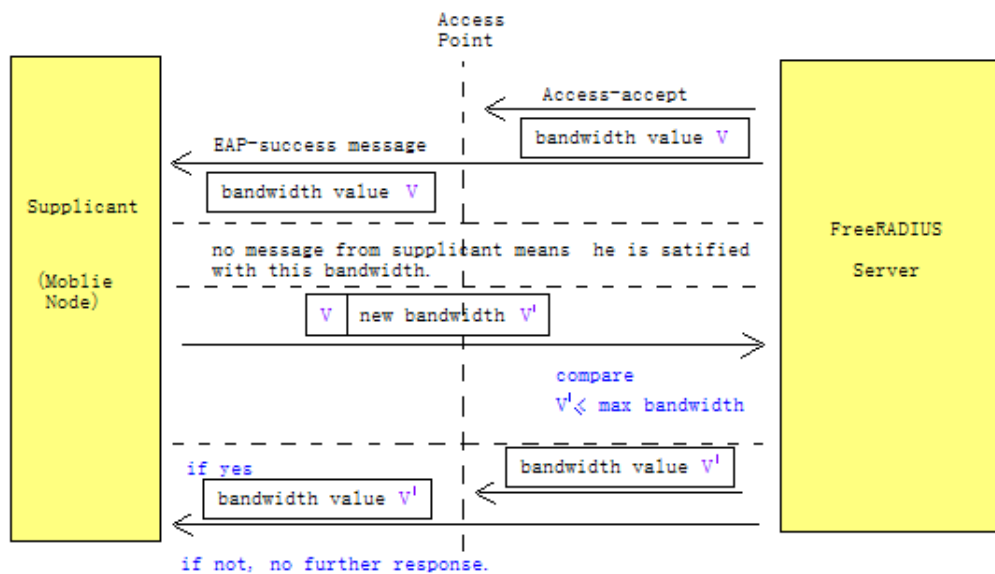 Access
Point
Access-accept
bandwidth value V
EAP-success message
bandwidth value V
Supplicant
(Moblie
Node)
FreeRADIUS
Server
no message from supplicant means he is satified
with this bandwidth.
V new bandwidth V'
compare
V'⩽ max bandwidth
if yes
bandwidth value V'
bandwidth value V'
if not, no further response.